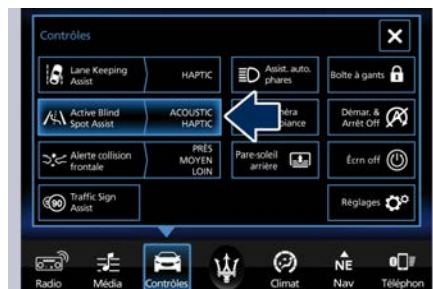 Contrôles
Lane Keeping Assist HAPTIC
Assist. auto. phares
Boîte à gants
Active Blind Spot Assist ACOUSTIC HAPTIC
Démar. & Arrêt Off
Alerte collision frontale PRÈS MOYEN LOIN
Pare-soleil arrière
Écrn off
90 Traffic Sign Assist
Réglages
Radio Média Contrôles Climat NE Nav Téléphon